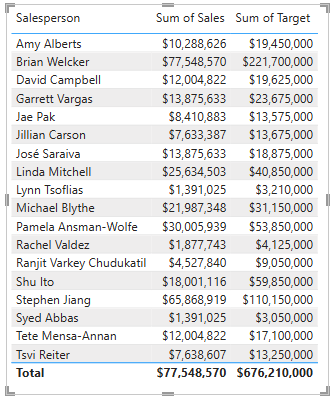 Salesperson Sum of Sales Sum of Target
Amy Alberts $10,288,626 $19,450,000
Brian Welcker $77,548,570 $221,700,000
David Campbell $12,004,822 $19,625,000
Garrett Vargas $13,875,633 $23,675,000
Jae Pak $8,410,883 $13,575,000
Jillian Carson $7,633,387 $13,675,000
José Saraiva $13,875,633 $18,875,000
Linda Mitchell $25,634,503 $40,850,000
Lynn Tsoflias $1,391,025 $3,210,000
Michael Blythe $21,987,348 $31,150,000
Pamela Ansman-Wolfe $30,005,939 $53,850,000
Rachel Valdez $1,877,743 $4,125,000
Ranjit Varkey Chudukatil $4,527,840 $9,050,000
Shu Ito $18,001,116 $59,850,000
Stephen Jiang $65,868,919 $110,150,000
Syed Abbas $1,391,025 $3,050,000
Tete Mensa-Annan $12,004,822 $17,100,000
Tsvi Reiter $7,638,607 $13,250,000
Total $77,548,570 $676,210,000